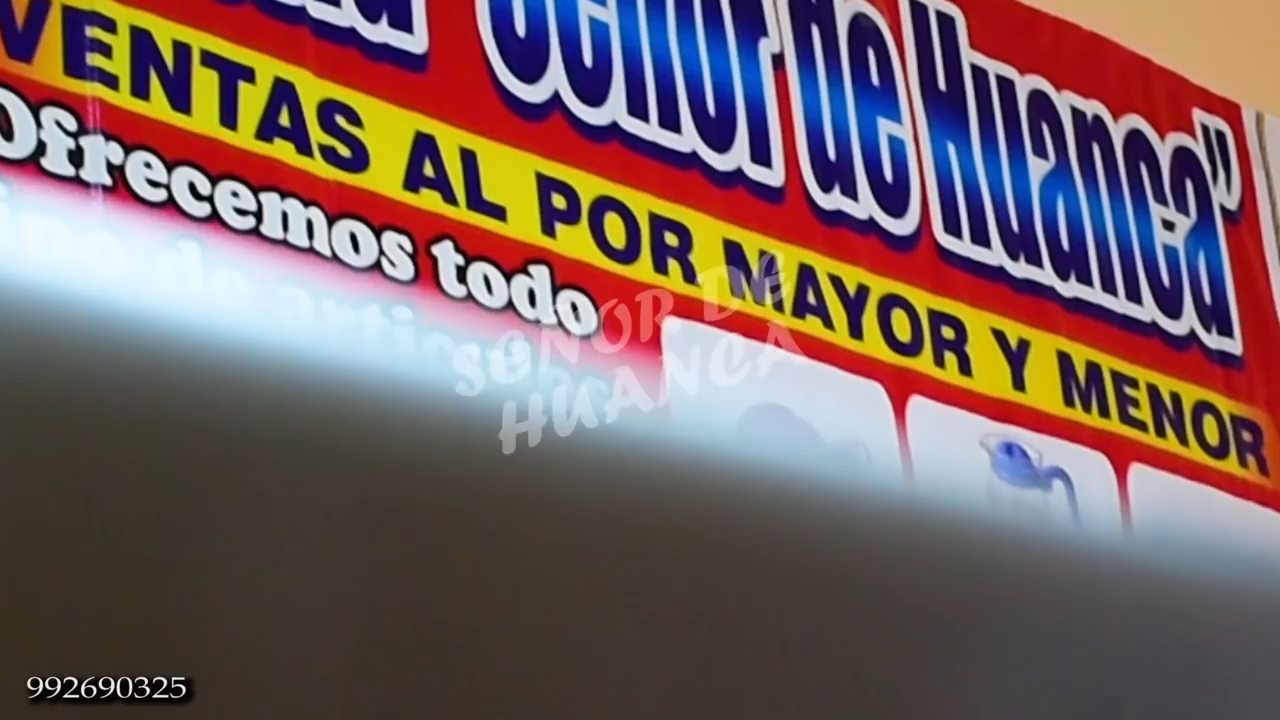 Señor de Huanca”
VENTAS AL POR MAYOR Y MENOR
Ofrecemos todo
SEÑOR DE
HUANCA
992690325